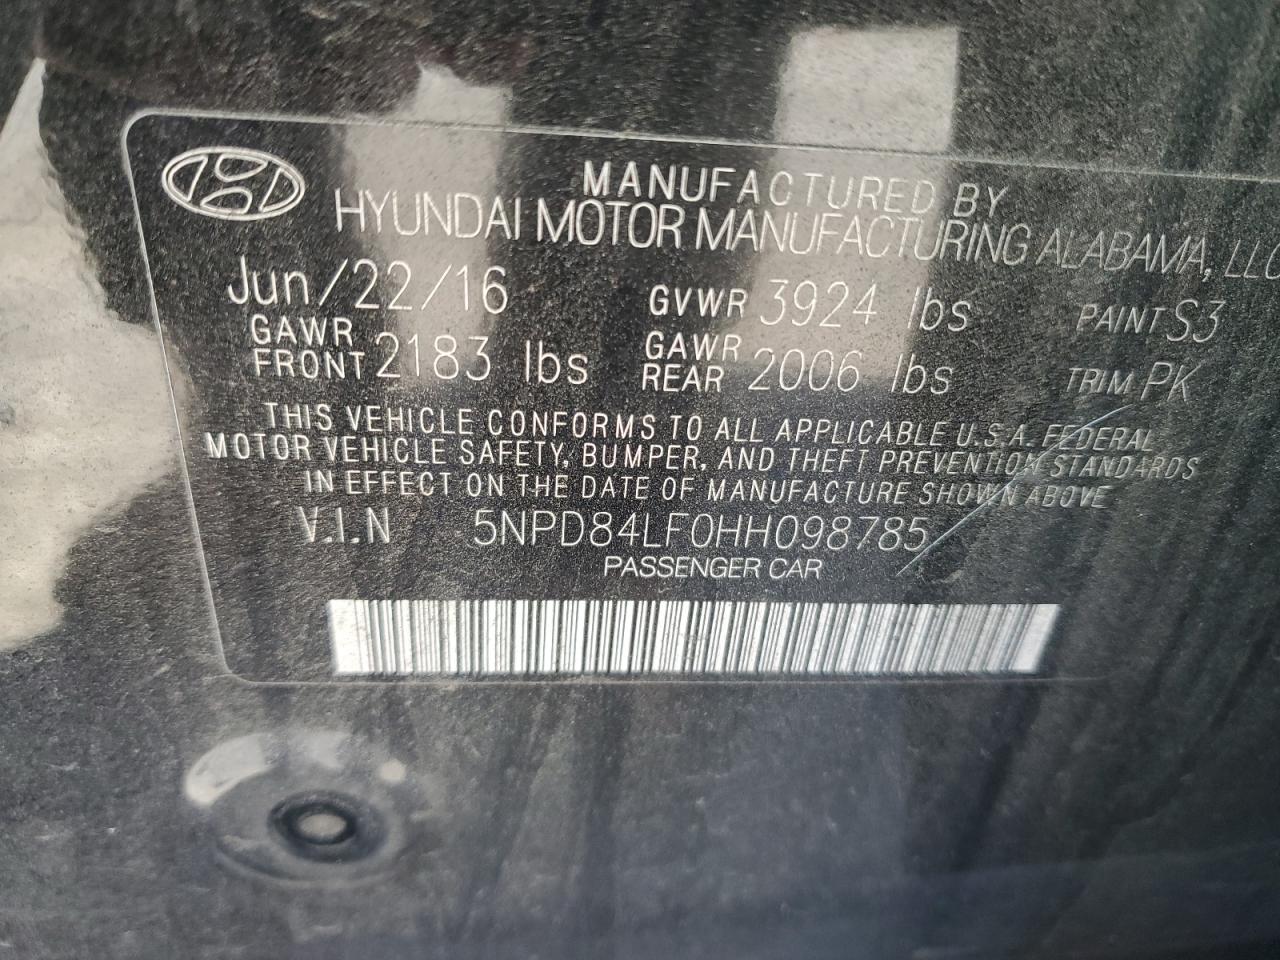 MANUFACTURED BY
HYUNDAI MOTOR MANUFACTURING ALABAMA, LLC
Jun/22/16 GVWR 3924 lbs PAINT S3
GAWR FRONT 2183 lbs GAWR REAR 2006 lbs TRIM PK
THIS VEHICLE CONFORMS TO ALL APPLICABLE U.S.A. FEDERAL
MOTOR VEHICLE SAFETY, BUMPER, AND THEFT PREVENTION STANDARDS
IN EFFECT ON THE DATE OF MANUFACTURE SHOWN ABOVE
V.I.N 5NPD84LF0HH098785
PASSENGER CAR